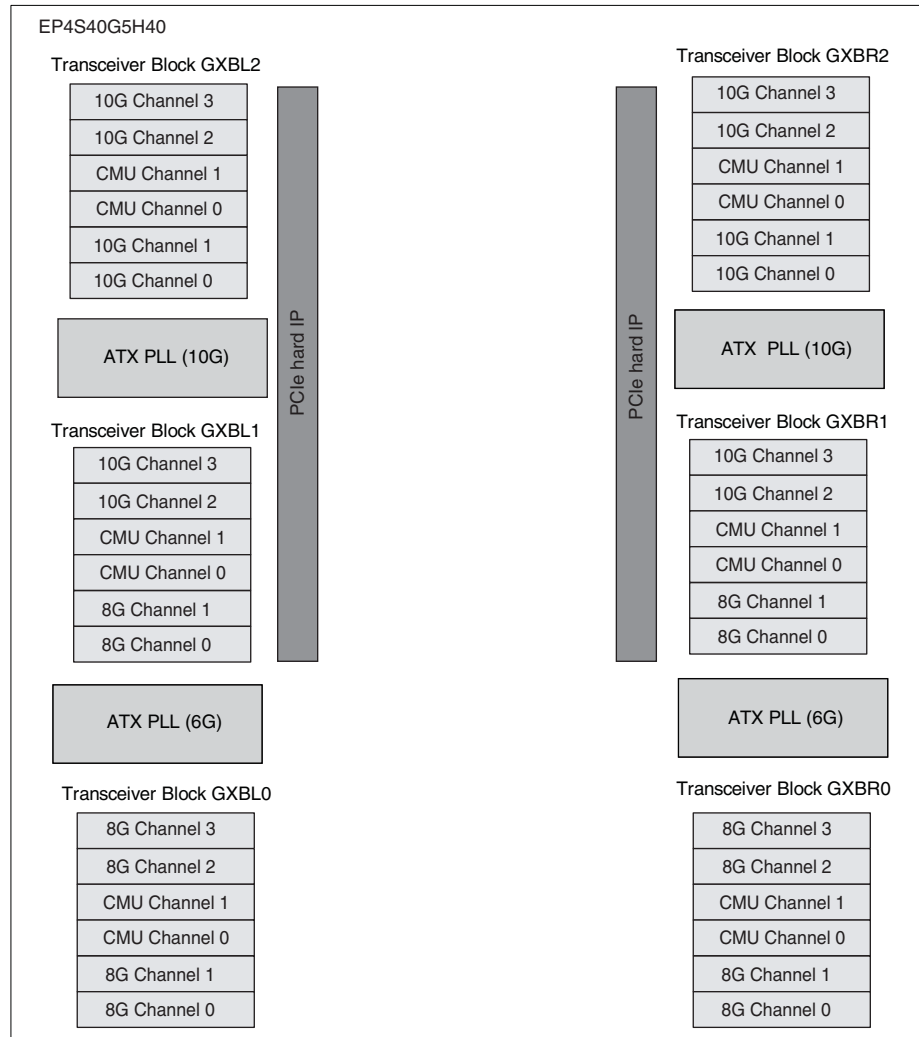 EP4S40G5H40
Transceiver Block GXBL2
10G Channel 3
10G Channel 2
CMU Channel 1
CMU Channel 0
10G Channel 1
10G Channel 0
ATX PLL (10G)
Transceiver Block GXBL1
10G Channel 3
10G Channel 2
CMU Channel 1
CMU Channel 0
8G Channel 1
8G Channel 0
ATX PLL (6G)
Transceiver Block GXBL0
8G Channel 3
8G Channel 2
CMU Channel 1
CMU Channel 0
8G Channel 1
8G Channel 0
PCIe hard IP
PCIe hard IP
Transceiver Block GXBR2
10G Channel 3
10G Channel 2
CMU Channel 1
CMU Channel 0
10G Channel 1
10G Channel 0
ATX PLL (10G)
Transceiver Block GXBR1
10G Channel 3
10G Channel 2
CMU Channel 1
CMU Channel 0
8G Channel 1
8G Channel 0
ATX PLL (6G)
Transceiver Block GXBR0
8G Channel 3
8G Channel 2
CMU Channel 1
CMU Channel 0
8G Channel 1
8G Channel 0